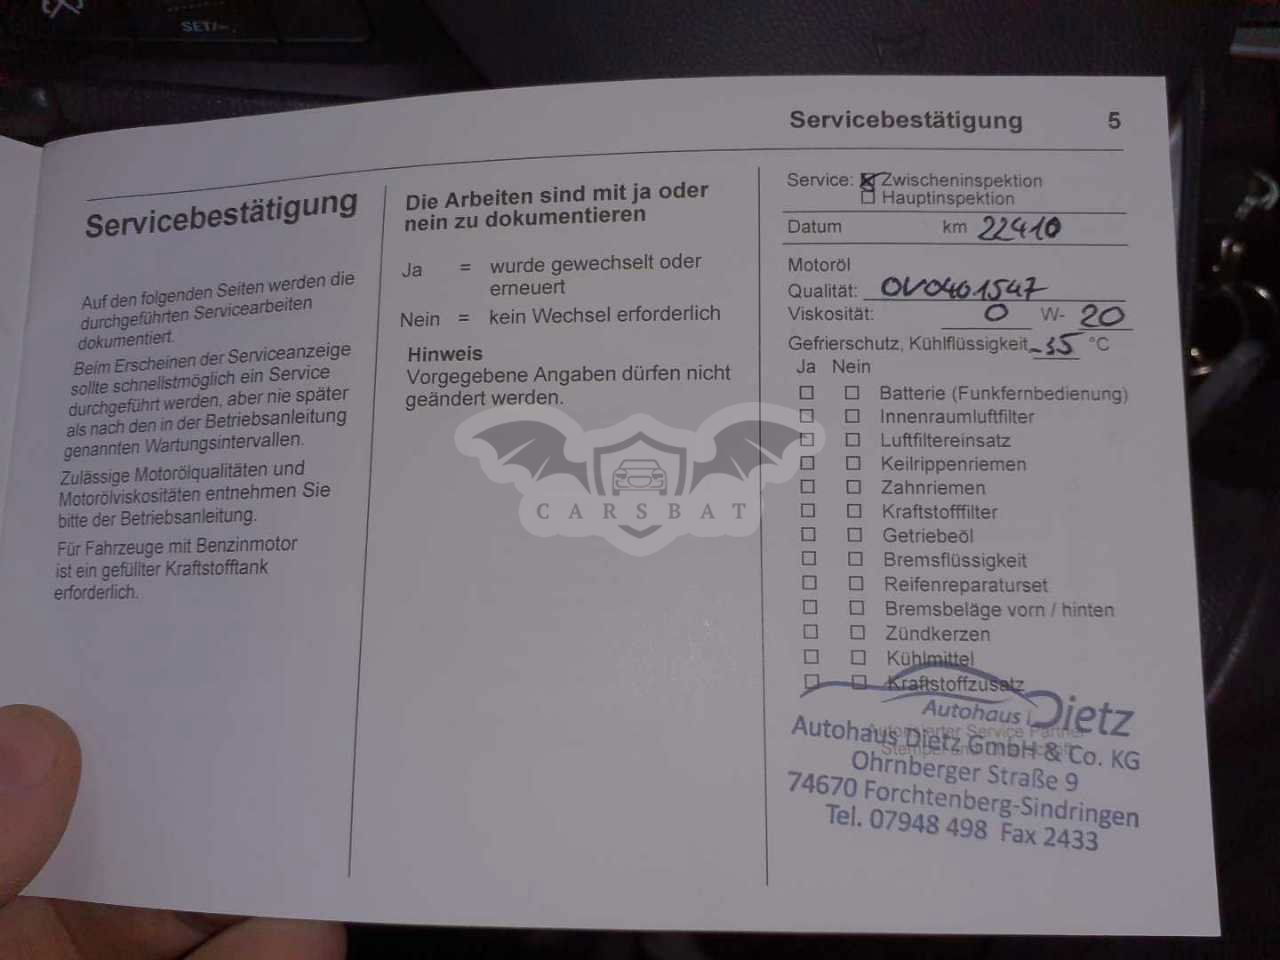 SET/-
Servicebestätigung 5
Servicebestätigung
Auf den folgenden Seiten werden die
durchgeführten Servicearbeiten
dokumentiert.
Beim Erscheinen der Serviceanzeige
sollte schnellstmöglich ein Service
durchgeführt werden, aber nie später
als nach den in der Betriebsanleitung
genannten Wartungsintervallen.
Zulässige Motorölqualitäten und
Motorölviskositäten entnehmen Sie
bitte der Betriebsanleitung.
Für Fahrzeuge mit Benzinmotor
ist ein gefüllter Kraftstofftank
erforderlich.
Die Arbeiten sind mit ja oder
nein zu dokumentieren
Ja = wurde gewechselt oder
erneuert
Nein = kein Wechsel erforderlich
Hinweis
Vorgegebene Angaben dürfen nicht
geändert werden.
CARSBAT
Service: Zwischeninspektion
Hauptinspektion
Datum km 22410
Motoröl
Qualität: OV0401547
Viskosität: 0 W- 20
Gefrierschutz, Kühlflüssigkeit -35 °C
Ja Nein
Batterie (Funkfernbedienung)
Innenraumluftfilter
Luftfiltereinsatz
Keilrippenriemen
Zahnriemen
Kraftstofffilter
Getriebeöl
Bremsflüssigkeit
Reifenreparaturset
Bremsbeläge vorn / hinten
Zündkerzen
Kühlmittel
Kraftstoffzusatz
Autohaus Dietz
Autohaus Dietz GmbH & Co. KG
Ohrnberger Straße 9
74670 Forchtenberg-Sindringen
Tel. 07948 498 Fax 2433